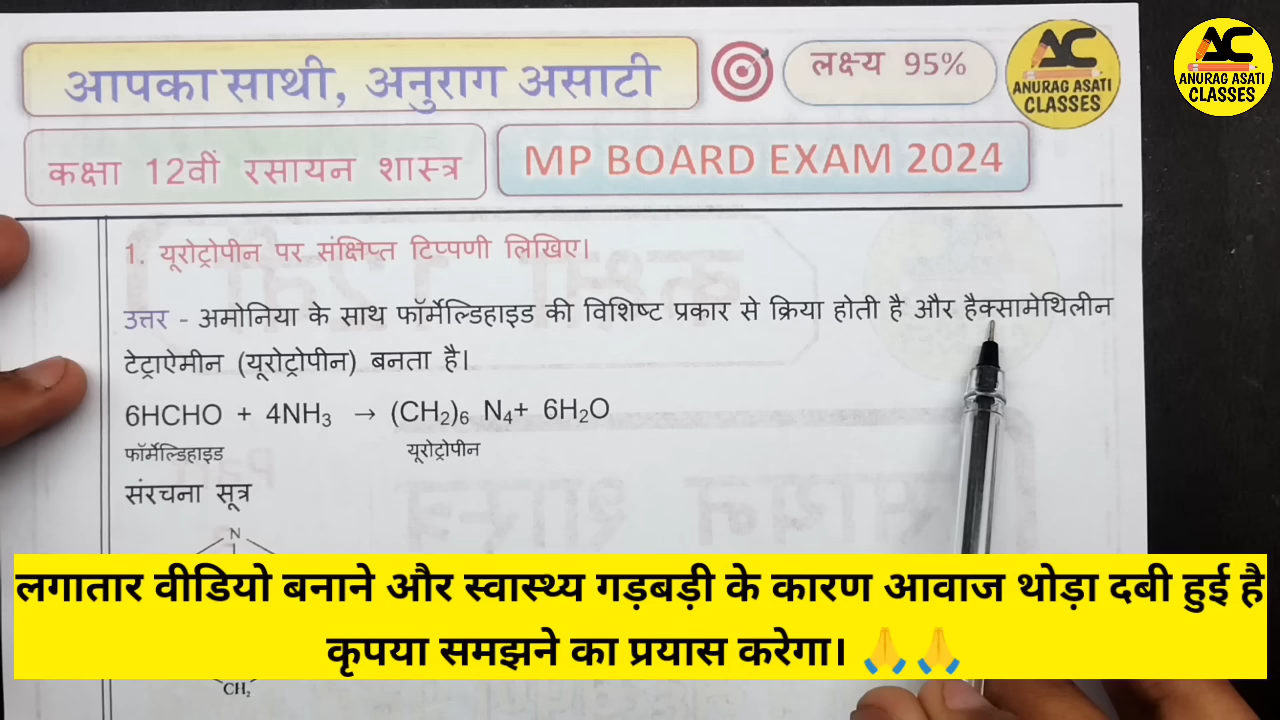 आपका साथी, अनुराग असाटी
लक्ष्य 95%
AC
ANURAG ASATI
CLASSES
AC
ANURAG ASATI
CLASSES
कक्षा 12वीं रसायन शास्त्र
MP BOARD EXAM 2024
1. यूरोट्रोपीन पर संक्षिप्त टिप्पणी लिखिए।
उत्तर - अमोनिया के साथ फॉर्मेल्डिहाइड की विशिष्ट प्रकार से क्रिया होती है और हैक्सामेथिलीन
टेट्राऐमीन (यूरोट्रोपीन) बनता है।
6HCHO + 4NH₃ → (CH₂)₆ N₄+ 6H₂O
फॉर्मेल्डिहाइड यूरोट्रोपीन
संरचना सूत्र
N
लगातार वीडियो बनाने और स्वास्थ्य गड़बड़ी के कारण आवाज थोड़ा दबी हुई है
कृपया समझने का प्रयास करेगा। 🙏🙏
CH₂